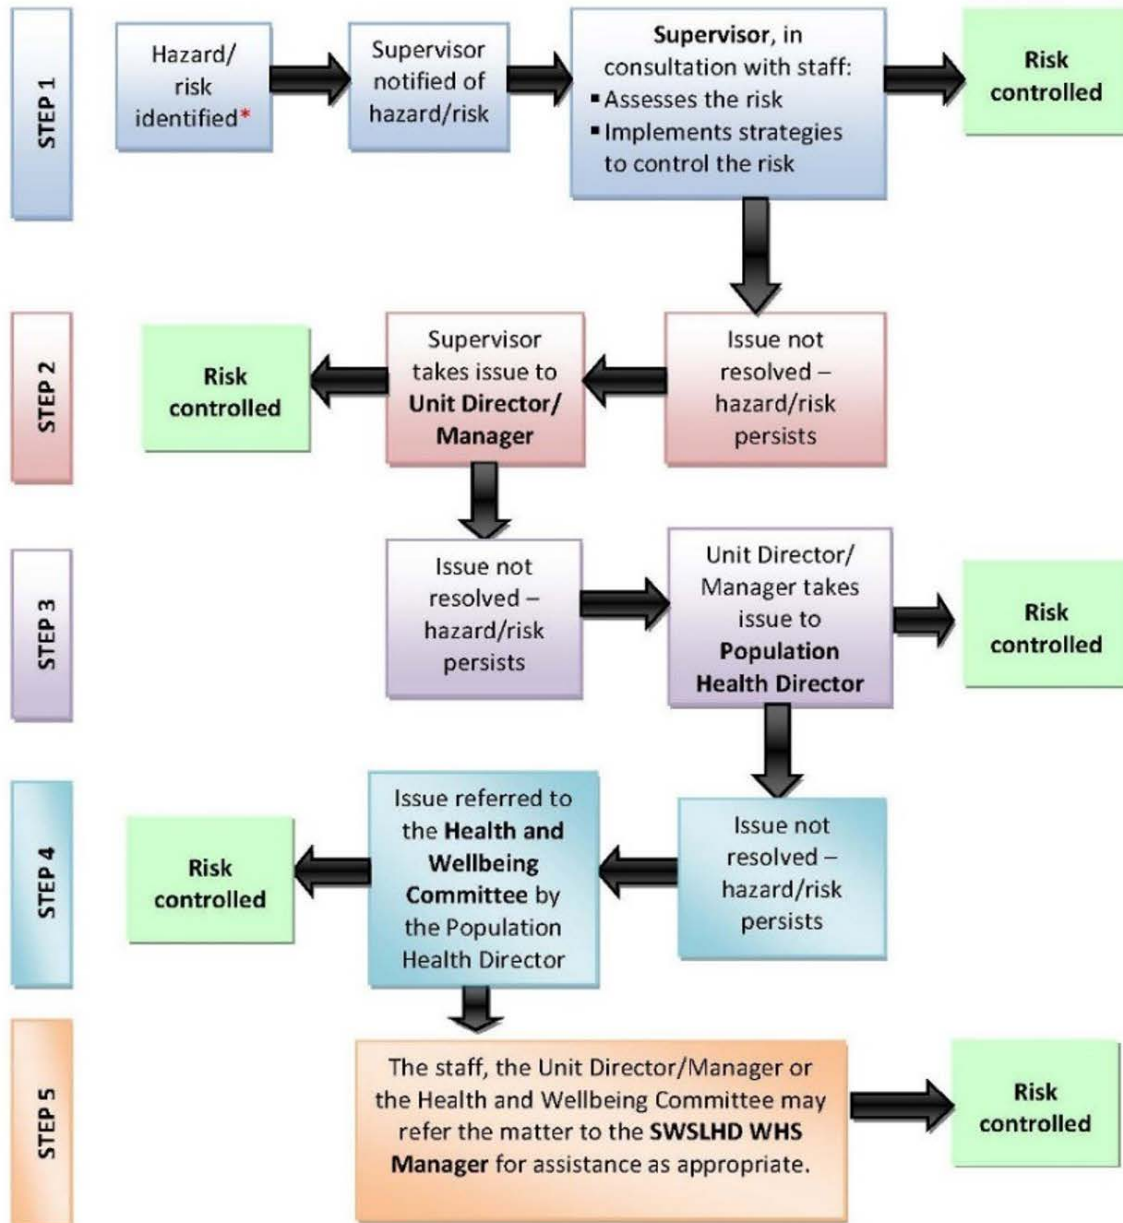 STEP 1
Hazard/
risk
identified*
Supervisor
notified of
hazard/risk
Supervisor, in
consultation with staff:
▪ Assesses the risk
▪ Implements strategies
to control the risk
Risk
controlled
STEP 2
Issue not
resolved –
hazard/risk
persists
Supervisor
takes issue to
Unit Director/
Manager
Risk
controlled
STEP 3
Issue not
resolved –
hazard/risk
persists
Unit Director/
Manager takes
issue to
Population
Health Director
Risk
controlled
STEP 4
Issue not
resolved –
hazard/risk
persists
Issue referred to
the Health and
Wellbeing
Committee by
the Population
Health Director
Risk
controlled
STEP 5
The staff, the Unit Director/Manager or
the Health and Wellbeing Committee may
refer the matter to the SWSLHD WHS
Manager for assistance as appropriate.
Risk
controlled